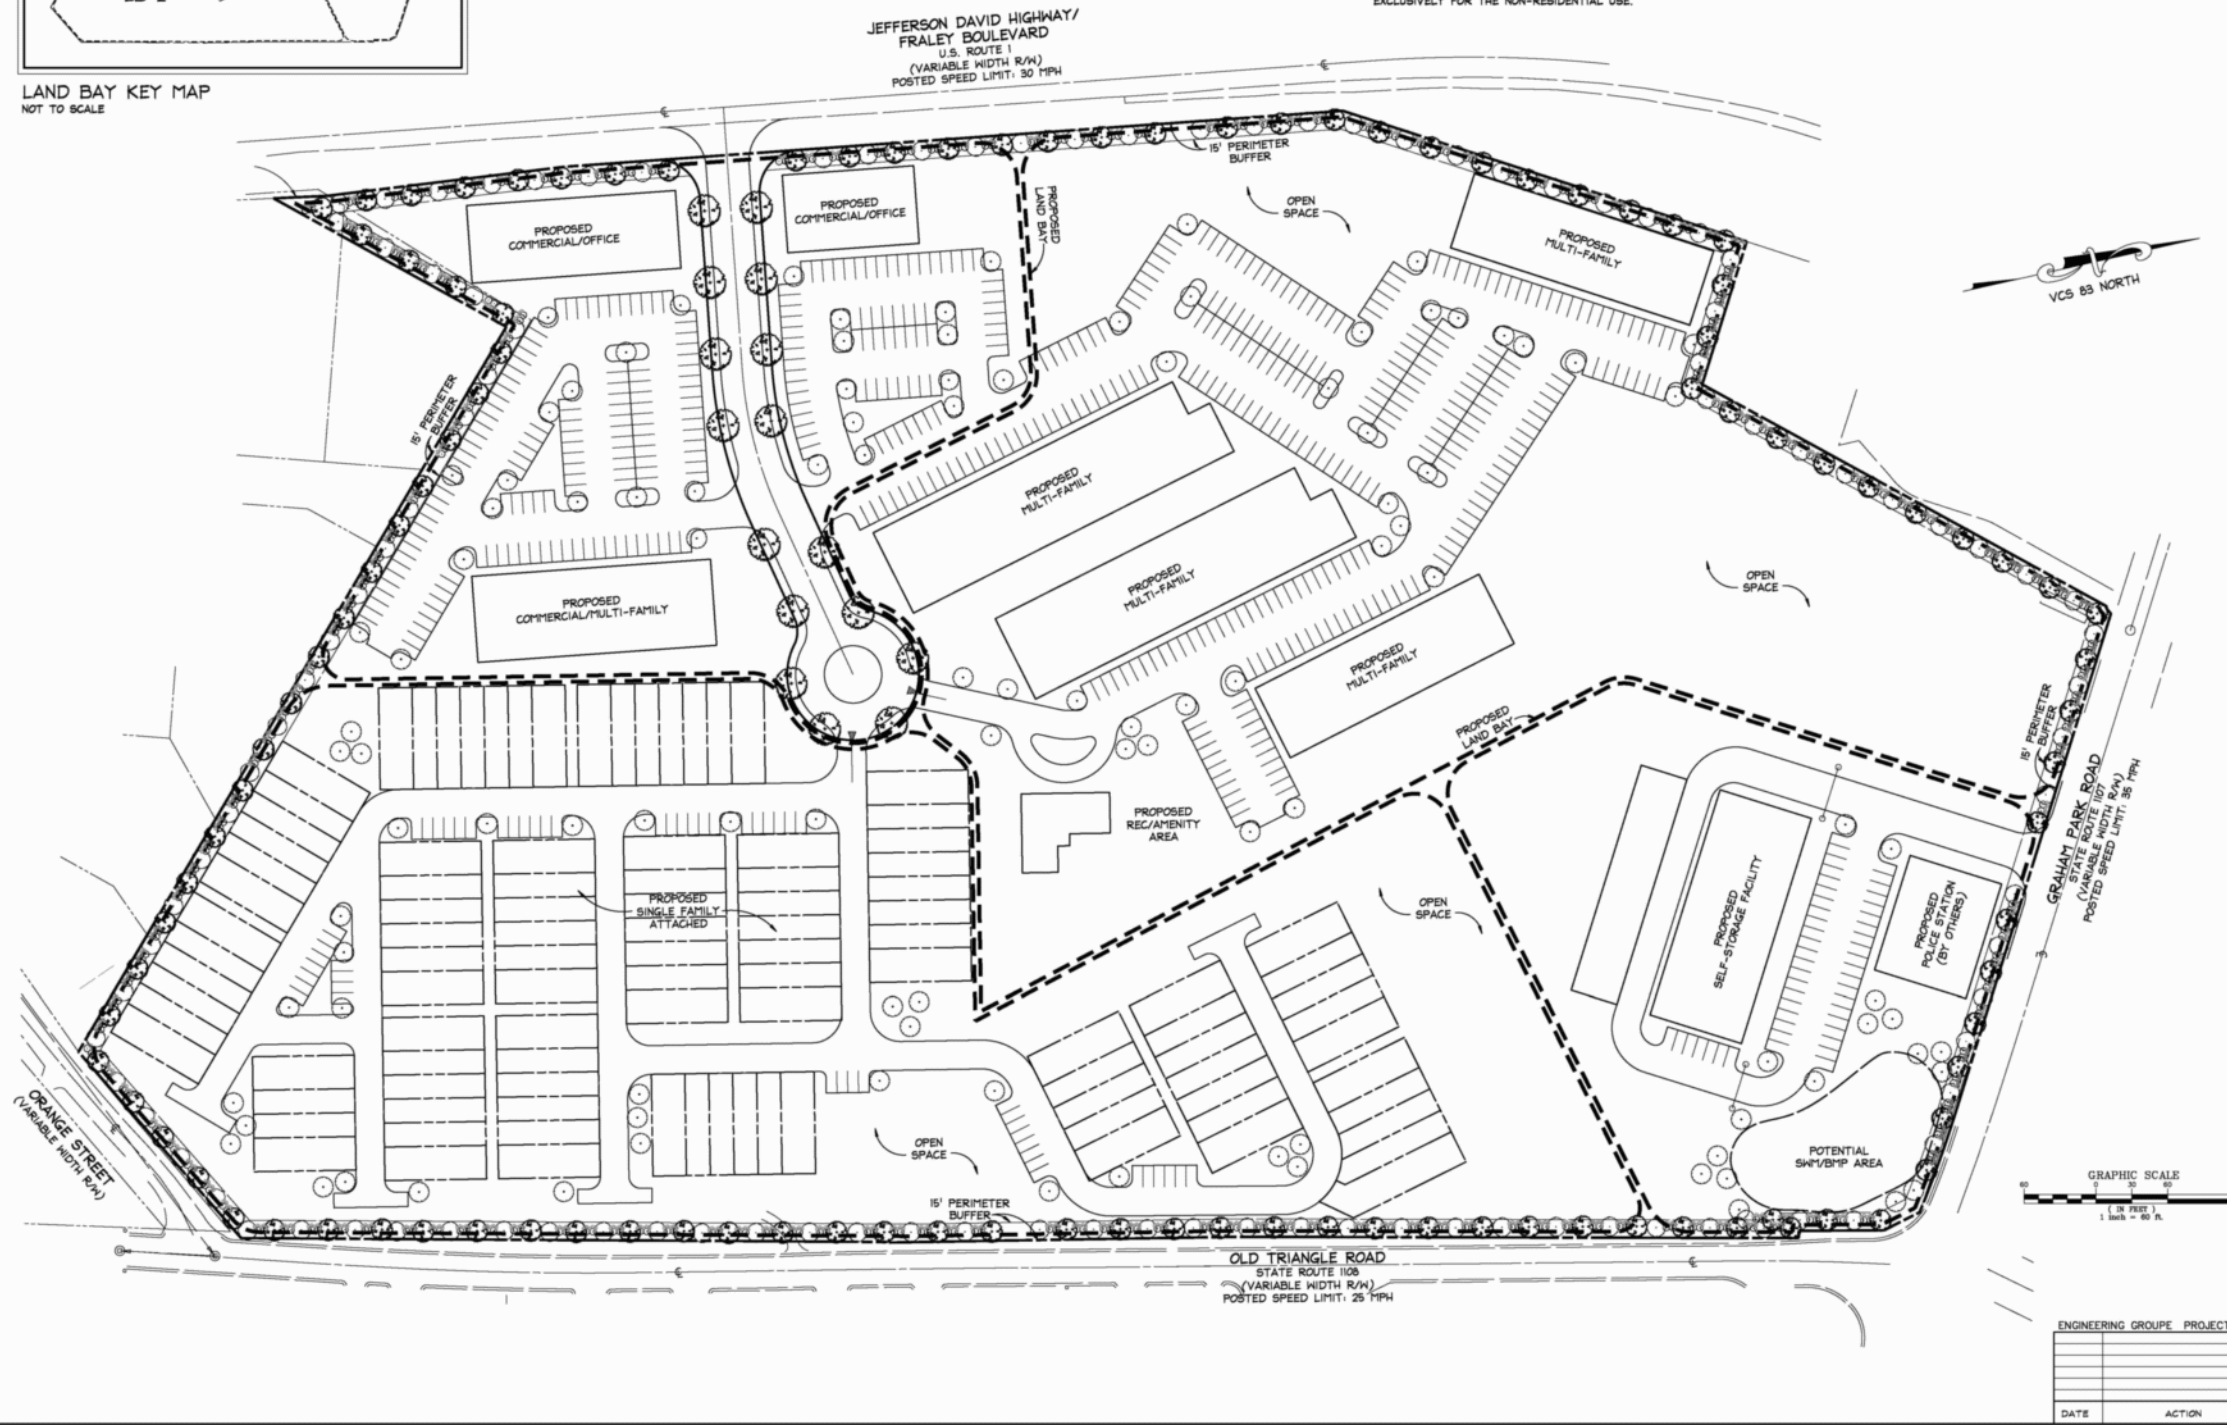 EXCLUSIVELY FOR THE NON-RESIDENTIAL USE.
LAND BAY KEY MAP
NOT TO SCALE
JEFFERSON DAVID HIGHWAY/
FRALEY BOULEVARD
U.S. ROUTE 1
(VARIABLE WIDTH R/W)
POSTED SPEED LIMIT: 30 MPH
15' PERIMETER
BUFFER
PROPOSED
COMMERCIAL/OFFICE
PROPOSED
COMMERCIAL/OFFICE
PROPOSED
LAND BAY
OPEN
SPACE
PROPOSED
MULTI-FAMILY
VCS 83 NORTH
15' PERIMETER
BUFFER
PROPOSED
MULTI-FAMILY
PROPOSED
MULTI-FAMILY
PROPOSED
COMMERCIAL/MULTI-FAMILY
OPEN
SPACE
PROPOSED
MULTI-FAMILY
PROPOSED
LAND BAY
15' PERIMETER
BUFFER
GRAHAM PARK ROAD
STATE ROUTE 1107
(VARIABLE WIDTH R/W)
POSTED SPEED LIMIT: 35 MPH
PROPOSED
REC/AMENITY
AREA
PROPOSED
SINGLE FAMILY
ATTACHED
OPEN
SPACE
PROPOSED
SELF-STORAGE FACILITY
PROPOSED
POLICE STATION
(BY OTHERS)
ORANGE STREET
(VARIABLE WIDTH R/W)
OPEN
SPACE
POTENTIAL
SWM/BMP AREA
15' PERIMETER
BUFFER
GRAPHIC SCALE
60 0 30 60
( IN FEET )
1 inch = 60 ft.
OLD TRIANGLE ROAD
STATE ROUTE 1108
(VARIABLE WIDTH R/W)
POSTED SPEED LIMIT: 25 MPH
ENGINEERING GROUPE PROJECT
DATE ACTION